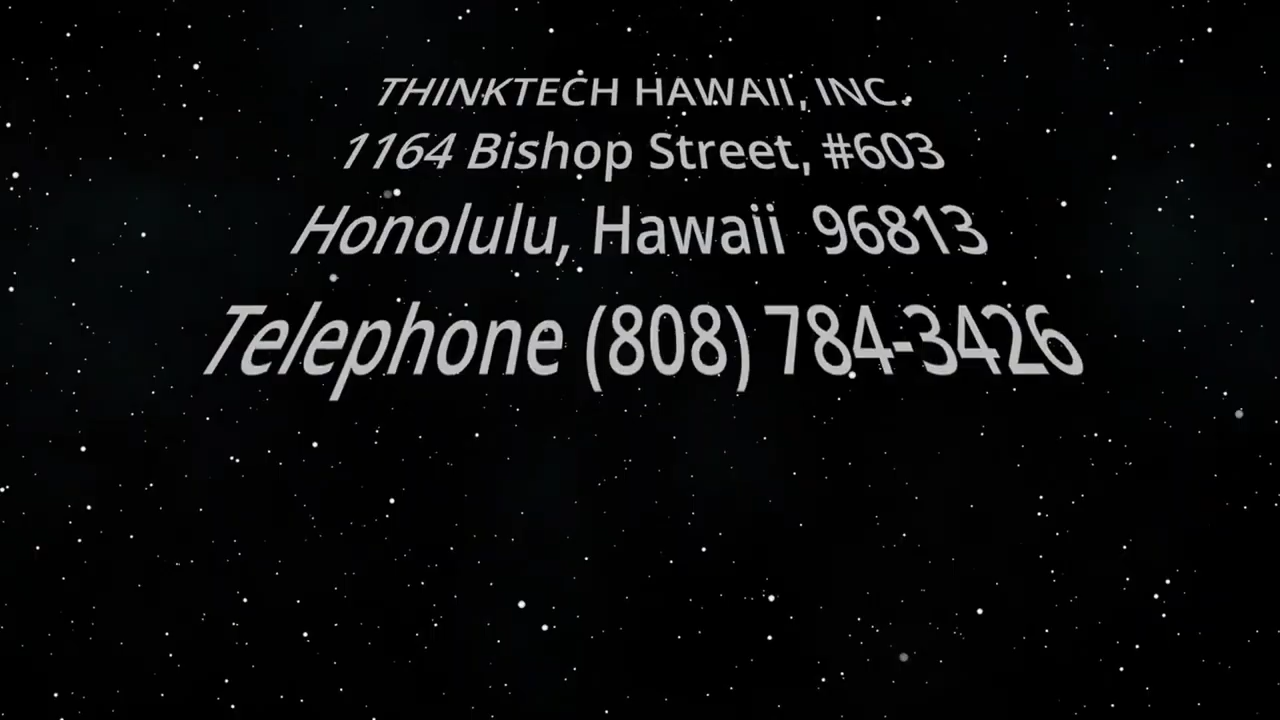 THINKTECH HAWAII, INC.
1164 Bishop Street, #603
Honolulu, Hawaii  96813
Telephone (808) 784-3426